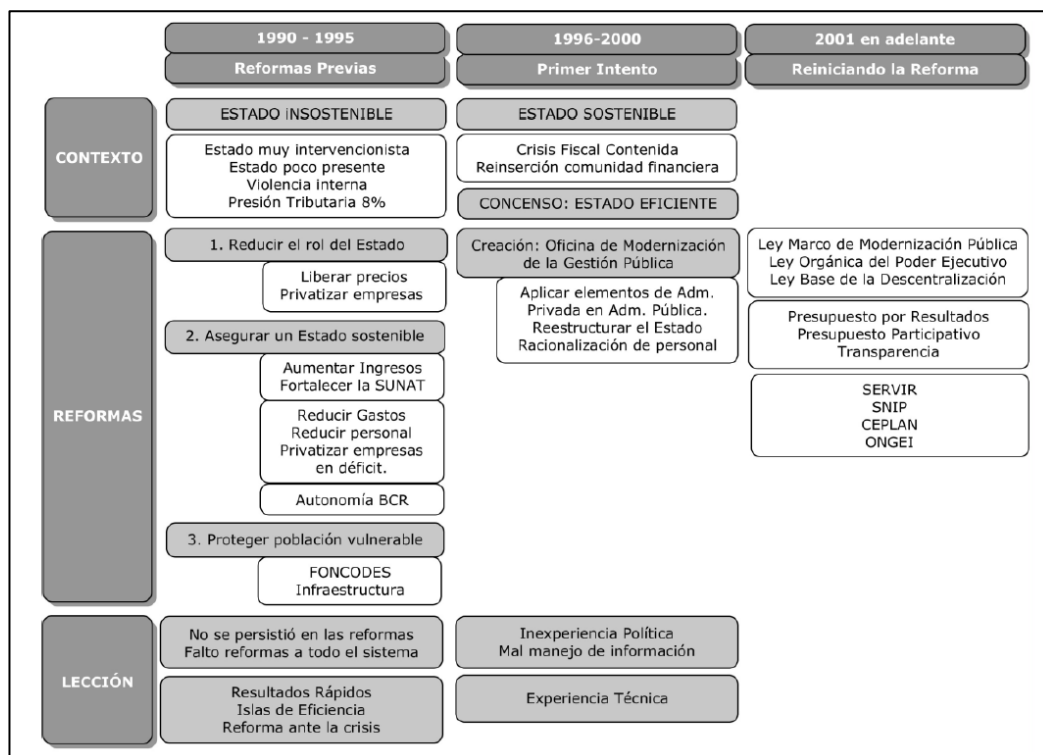 1990 - 1995
Reformas Previas
1996-2000
Primer Intento
2001 en adelante
Reiniciando la Reforma
CONTEXTO
ESTADO iNSOSTENIBLE
Estado muy intervencionista
Estado poco presente
Violencia interna
Presión Tributaria 8%
ESTADO SOSTENIBLE
Crisis Fiscal Contenida
Reinserción comunidad financiera
CONCENSO: ESTADO EFICIENTE
REFORMAS
1. Reducir el rol del Estado
Liberar precios
Privatizar empresas
2. Asegurar un Estado sostenible
Aumentar Ingresos
Fortalecer la SUNAT
Reducir Gastos
Reducir personal
Privatizar empresas
en déficit.
Autonomía BCR
3. Proteger población vulnerable
FONCODES
Infraestructura
Creación: Oficina de Modernización
de la Gestión Pública
Aplicar elementos de Adm.
Privada en Adm. Pública.
Reestructurar el Estado
Racionalización de personal
Ley Marco de Modernización Pública
Ley Orgánica del Poder Ejecutivo
Ley Base de la Descentralización
Presupuesto por Resultados
Presupuesto Participativo
Transparencia
SERVIR
SNIP
CEPLAN
ONGEI
LECCIÓN
No se persistió en las reformas
Falto reformas a todo el sistema
Resultados Rápidos
Islas de Eficiencia
Reforma ante la crisis
Inexperiencia Política
Mal manejo de información
Experiencia Técnica